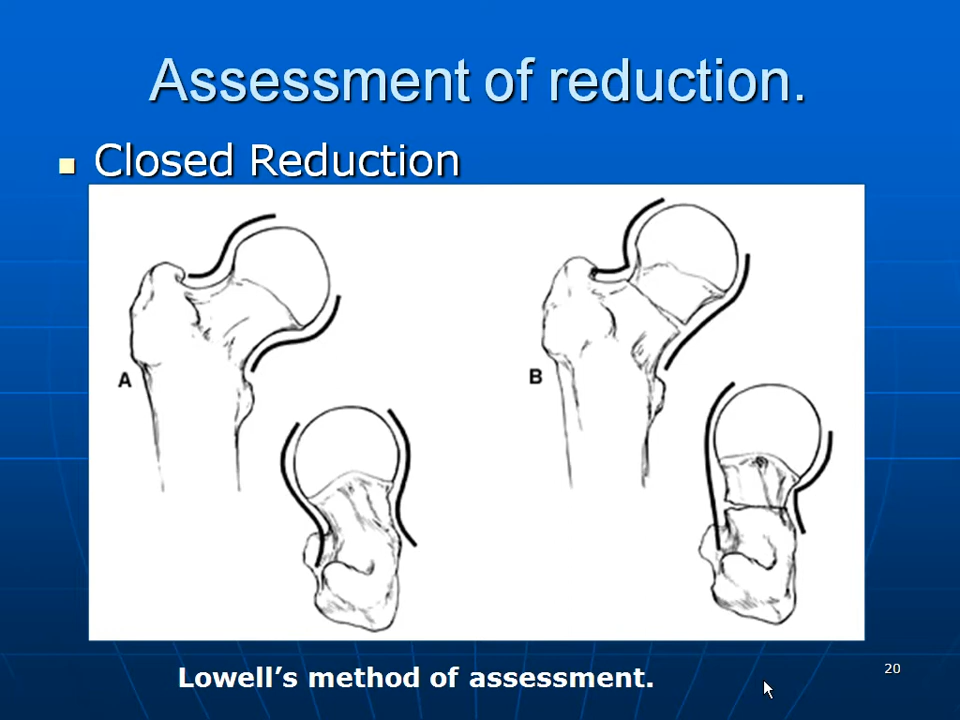 Assessment of reduction.
Closed Reduction
A
B
Lowell's method of assessment.
20